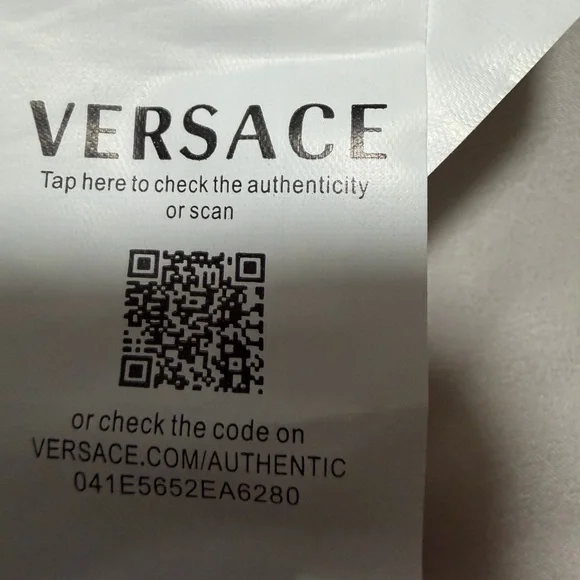 VERSACE
Tap here to check the authenticity
or scan
or check the code on
VERSACE.COM/AUTHENTIC
041E5652EA6280